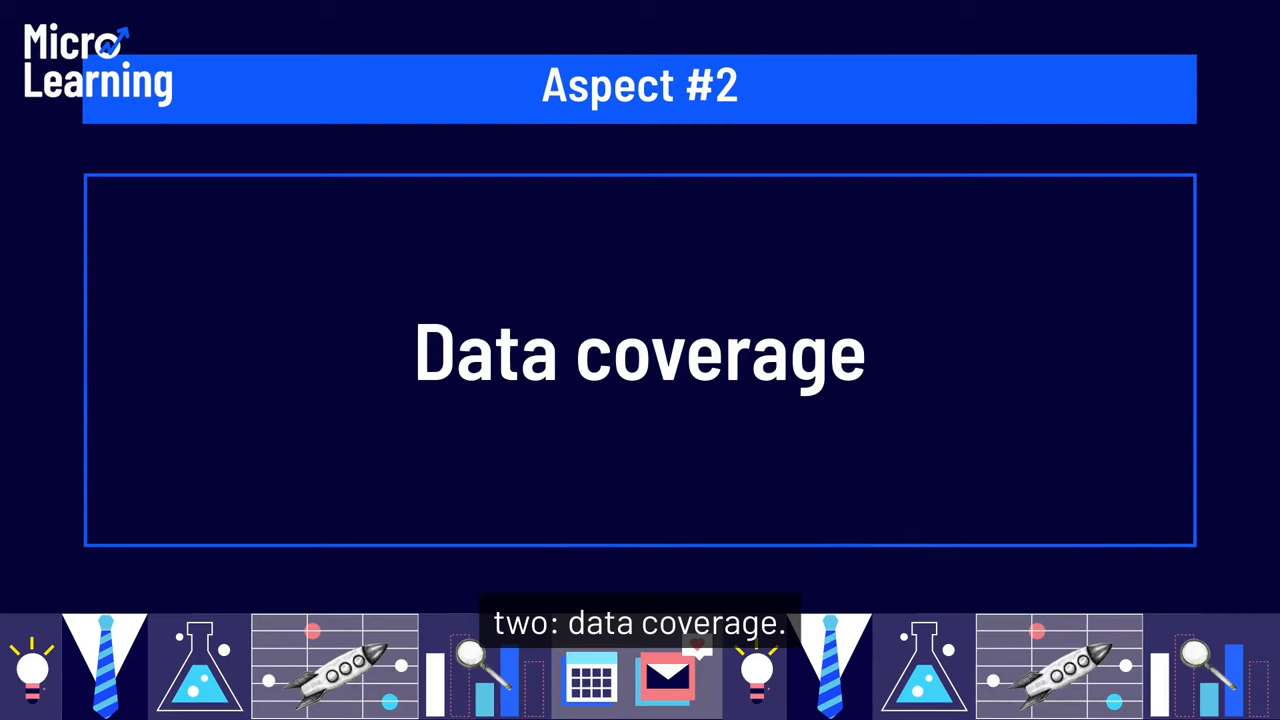 Micro
Learning
Aspect #2
Data coverage
two: data coverage.